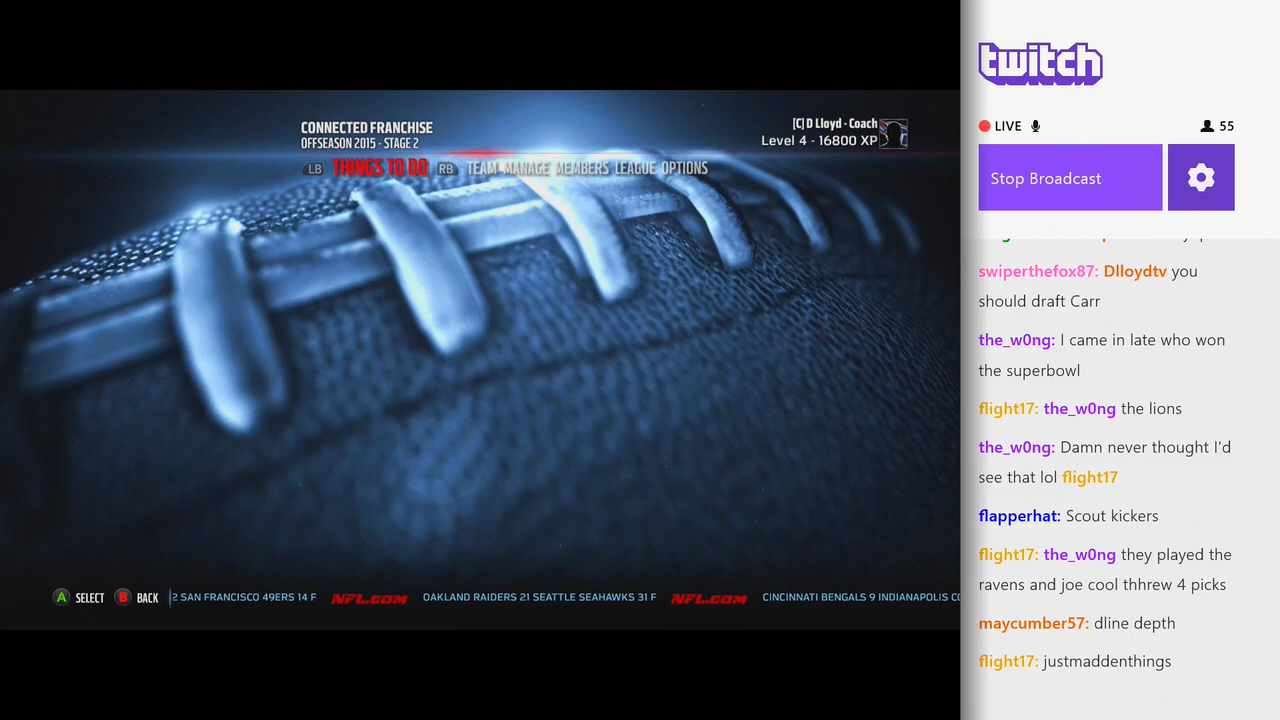 CONNECTED FRANCHISE
OFFSEASON 2015 - STAGE 2
[C] D Lloyd - Coach
Level 4 - 16800 XP
LB THINGS TO DO RB TEAM MANAGE MEMBERS LEAGUE OPTIONS
A SELECT B BACK 2 SAN FRANCISCO 49ERS 14 F NFL.COM OAKLAND RAIDERS 21 SEATTLE SEAHAWKS 31 F NFL.COM CINCINNATI BENGALS 9 INDIANAPOLIS CO
twitch
LIVE 55
Stop Broadcast
swiperthefox87: Dlloydtv you
should draft Carr
the_w0ng: I came in late who won
the superbowl
flight17: the_w0ng the lions
the_w0ng: Damn never thought I'd
see that lol flight17
flapperhat: Scout kickers
flight17: the_w0ng they played the
ravens and joe cool thhrew 4 picks
maycumber57: dline depth
flight17: justmaddenthings